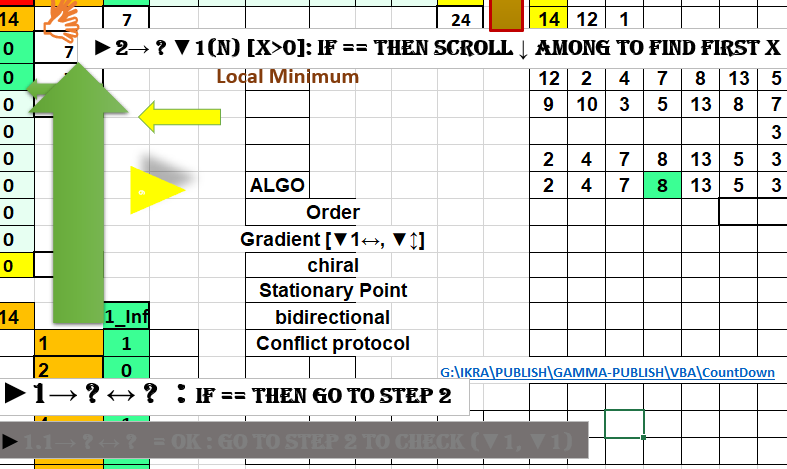 14 7 24 14 12 1
0 7 ►2→ ? ▼1(N) [X>0]: IF == THEN SCROLL ↓ AMONG TO FIND FIRST X
0 Local Minimum 12 2 4 7 8 13 5
0 9 10 3 5 13 8 7
0 3
0 2 4 7 8 13 5 3
0 ALGO 2 4 7 8 13 5 3
0 Order
0 Gradient [▼1↔, ▼↕]
0 chiral
Stationary Point
14 1_Inf bidirectional
1 1 Conflict protocol
2 0 G:\IKRA\PUBLISH\GAMMA-PUBLISH\VBA\CountDown
►1→ ? ↔ ? : IF == THEN GO TO STEP 2
►1.1→ ? ↔ ? = OK : GO TO STEP 2 TO CHECK (▼1, ▼1)